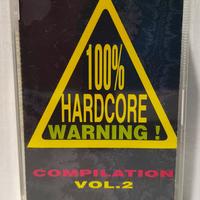 100%
HARDCORE
WARNING !
COMPILATION
VOL.2